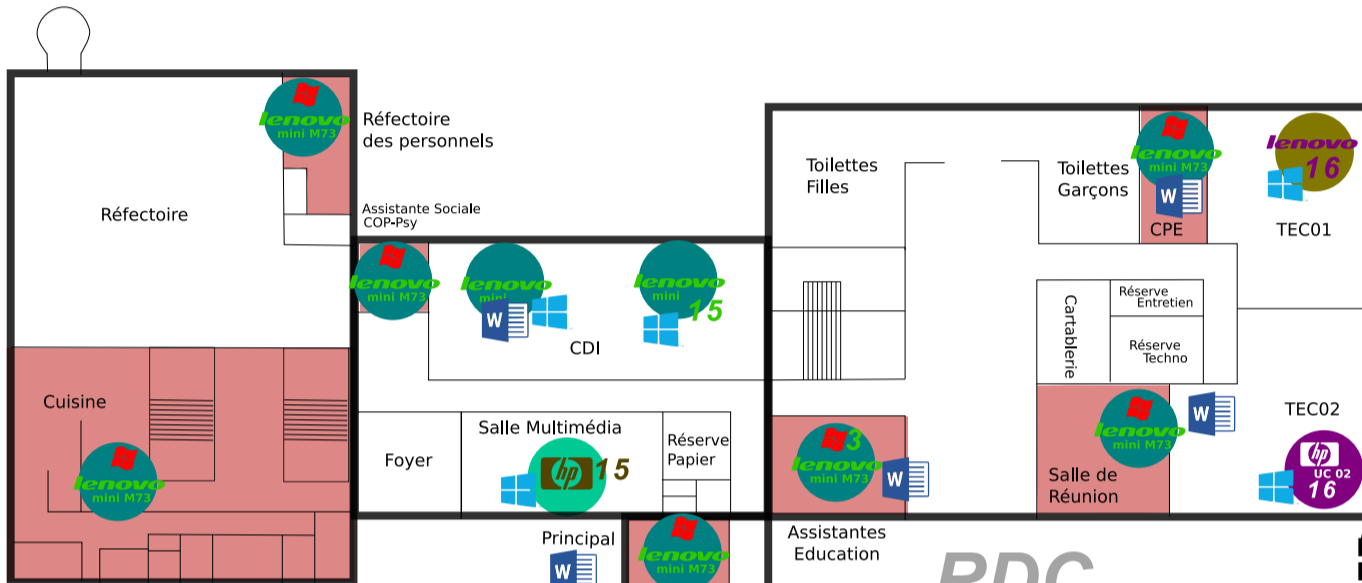 lenovo
mini M73
Réfectoire
des personnels
Réfectoire
Assistante Sociale
COP-Psy
lenovo
mini M73
lenovo
mini
W
lenovo
mini
15
CDI
Cuisine
lenovo
mini M73
Foyer
Salle Multimédia
hp
15
Réserve
Papier
Principal
W
lenovo
mini M73
Toilettes
Filles
Toilettes
Garçons
lenovo
mini M73
W
CPE
lenovo
16
TEC01
Cartablerie
Réserve
Entretien
Réserve
Techno
3
lenovo
mini M73
W
Assistantes
Education
lenovo
mini M73
W
Salle de
Réunion
TEC02
hp
UC 02
16
RDC